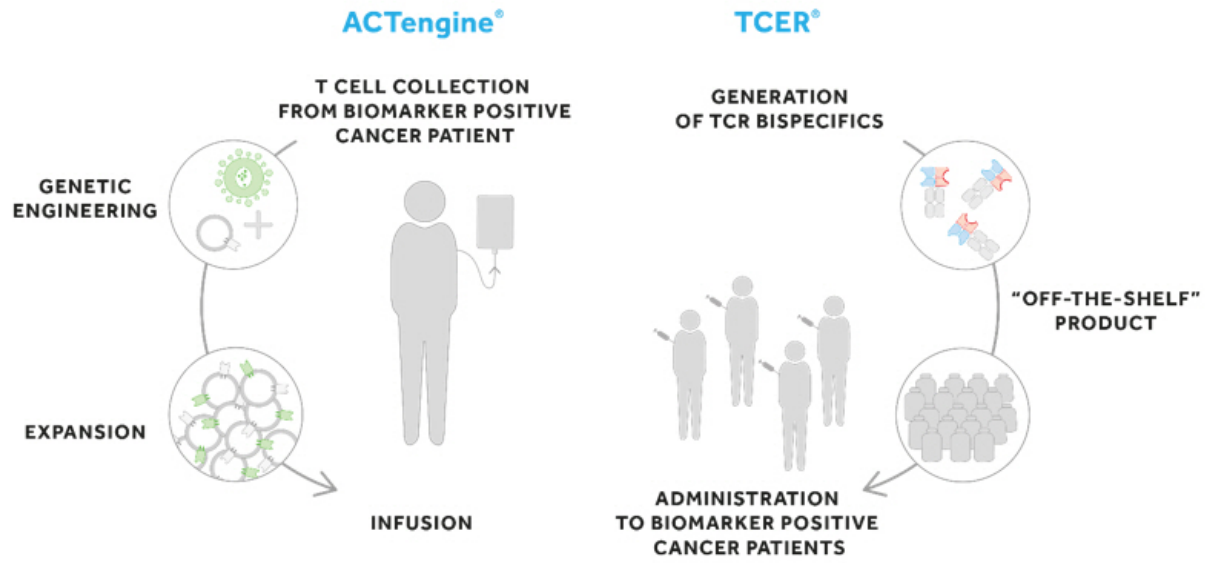 ACTengine®
T CELL COLLECTION
FROM BIOMARKER POSITIVE
CANCER PATIENT
GENETIC
ENGINEERING
EXPANSION
INFUSION
TCER®
GENERATION
OF TCR BISPECIFICS
“OFF-THE-SHELF”
PRODUCT
ADMINISTRATION
TO BIOMARKER POSITIVE
CANCER PATIENTS